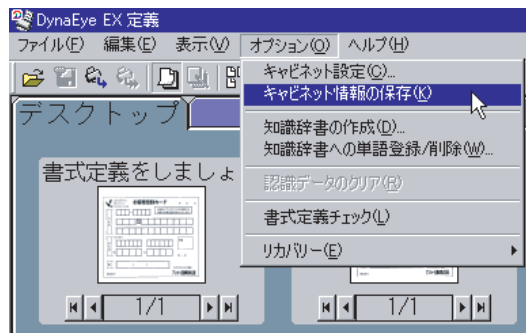 DynaEye EX 定義
ファイル(F) 編集(E) 表示(V) オプション(O) ヘルプ(H)
キャビネット設定(C)...
キャビネット情報の保存(K)
知識辞書の作成(D)...
知識辞書への単語登録/削除(W)...
認識データのクリア(R)
書式定義チェック(L)
リカバリー(E)
デスクトップ
書式定義をしましょ
1/1
1/1